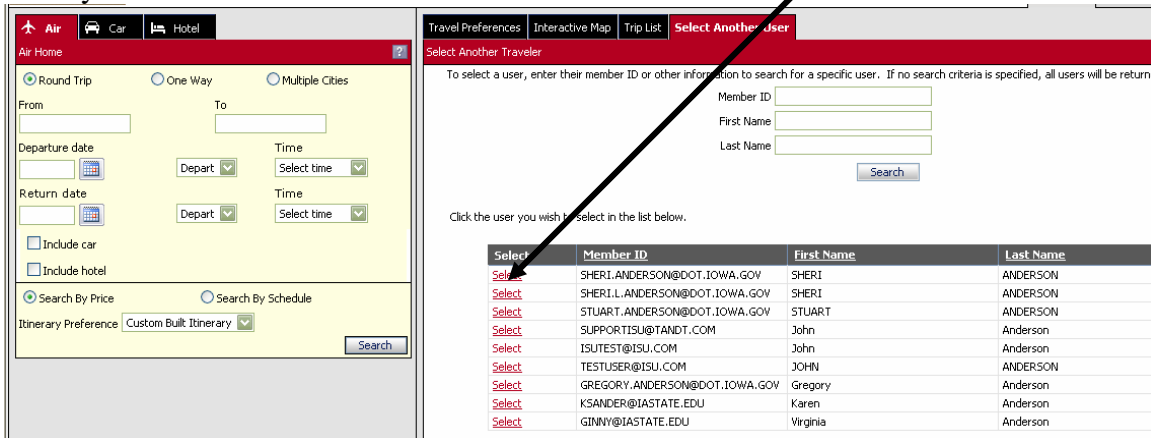 Air Car Hotel
Air Home ?
Round Trip One Way Multiple Cities
From To
Departure date Time
Depart Select time
Return date Time
Depart Select time
Include car
Include hotel
Search By Price Search By Schedule
Itinerary Preference Custom Built Itinerary
Search
Travel Preferences Interactive Map Trip List Select Another User
Select Another Traveler
To select a user, enter their member ID or other information to search for a specific user. If no search criteria is specified, all users will be return
Member ID
First Name
Last Name
Search
Click the user you wish to select in the list below.
Select Member ID First Name Last Name
Select SHERI.ANDERSON@DOT.IOWA.GOV SHERI ANDERSON
Select SHERI.L.ANDERSON@DOT.IOWA.GOV SHERI ANDERSON
Select STUART.ANDERSON@DOT.IOWA.GOV STUART ANDERSON
Select SUPPORTISU@TANDT.COM John Anderson
Select ISUTEST@ISU.COM John Anderson
Select TESTUSER@ISU.COM JOHN ANDERSON
Select GREGORY.ANDERSON@DOT.IOWA.GOV Gregory Anderson
Select KSANDER@IASTATE.EDU Karen Anderson
Select GINNY@IASTATE.EDU Virginia Anderson